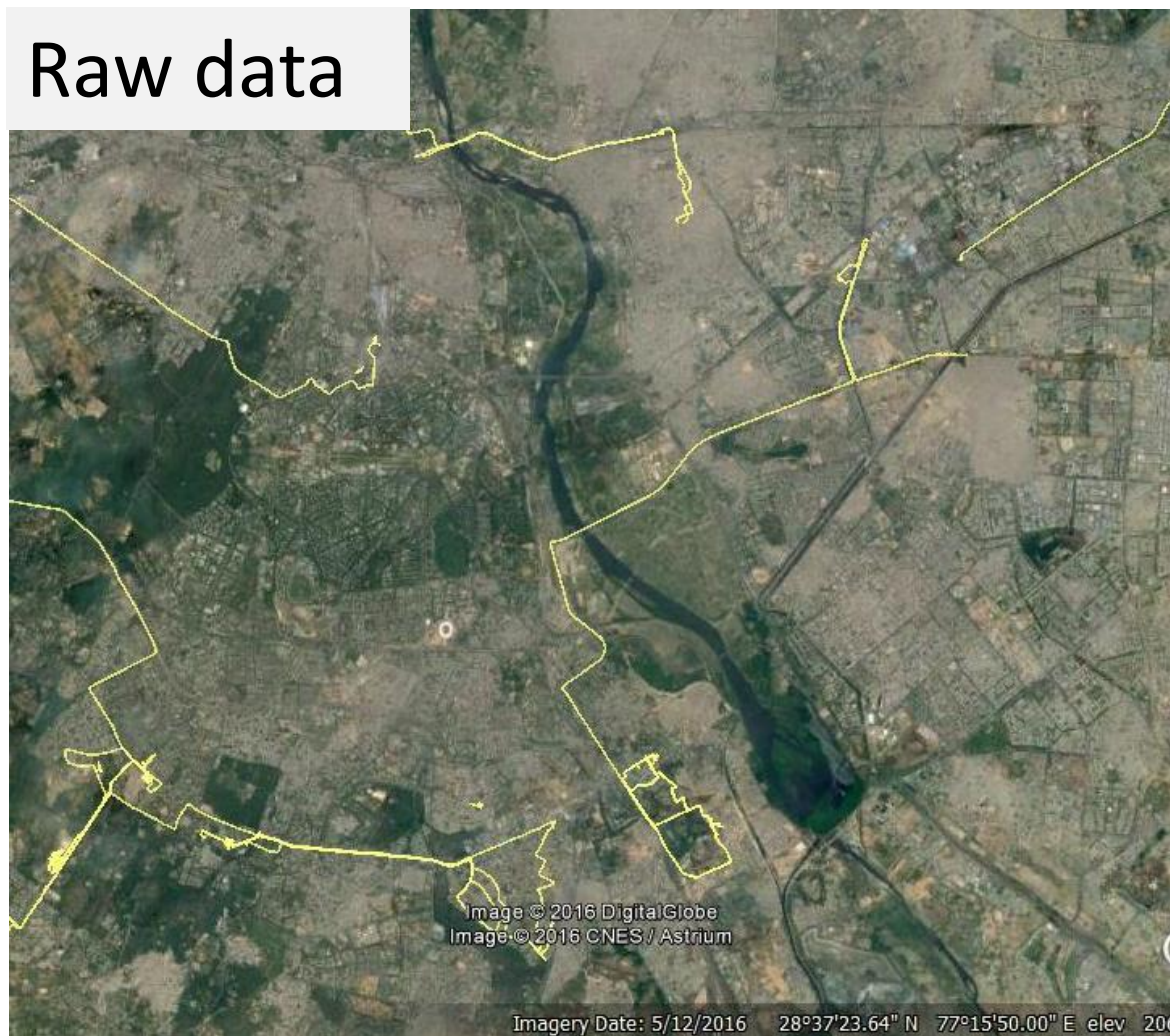 Raw data
Image © 2016 DigitalGlobe
Image © 2016 CNES / Astrium
Imagery Date: 5/12/2016 28°37'23.64" N 77°15'50.00" E elev 20